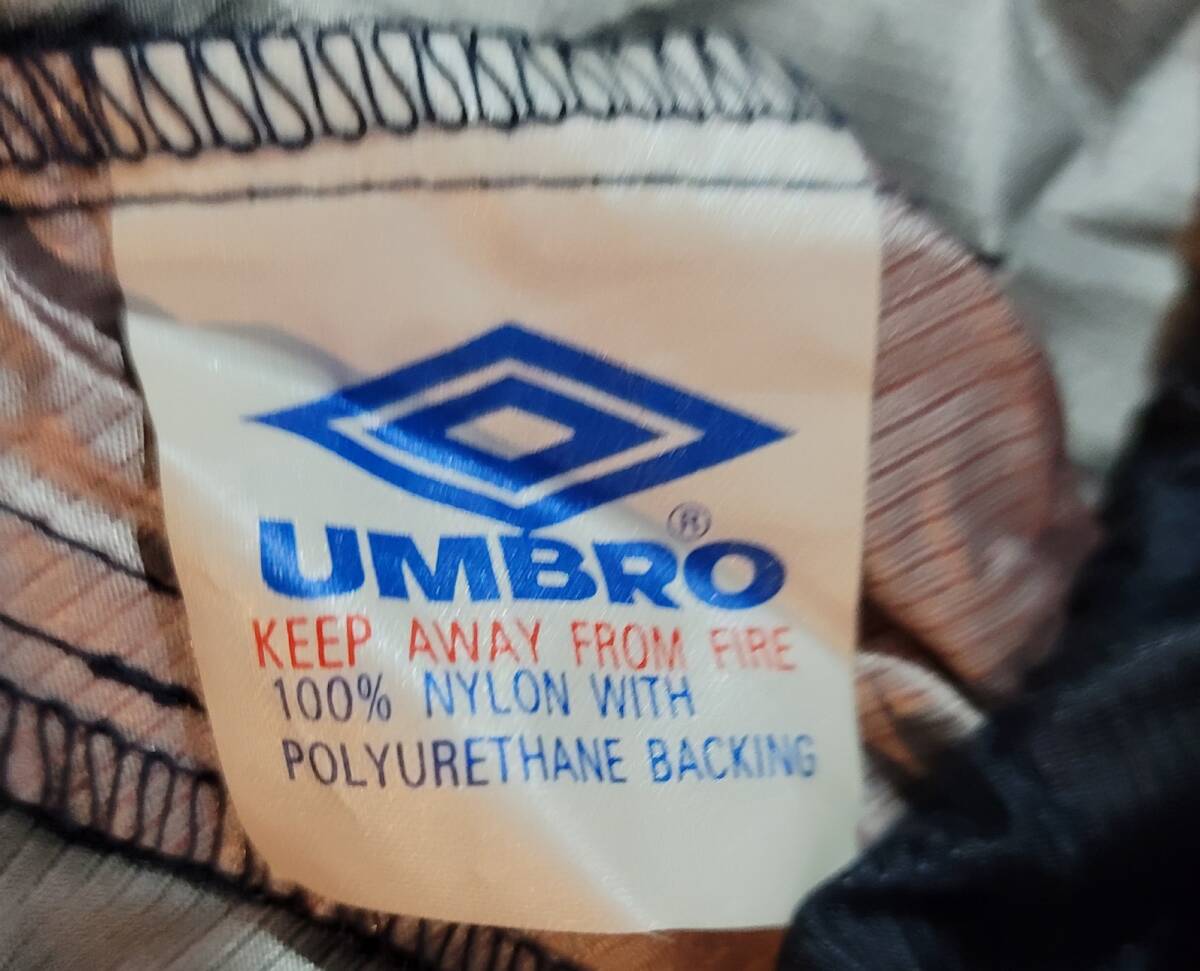 ®
UMBRO
KEEP AWAY FROM FIRE
100% NYLON WITH
POLYURETHANE BACKING